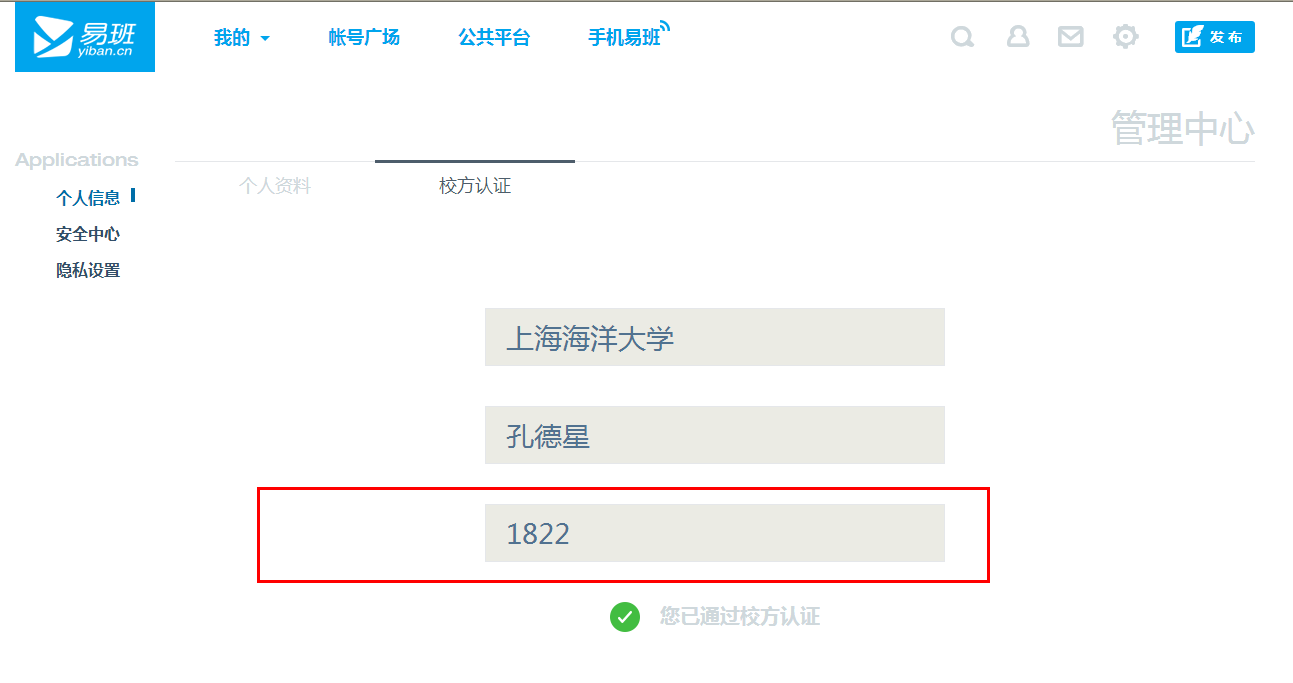 易班
yiban.cn
我的
帐号广场
公共平台
手机易班
发布
管理中心
Applications
个人信息
安全中心
隐私设置
个人资料
校方认证
上海海洋大学
孔德星
1822
您已通过校方认证